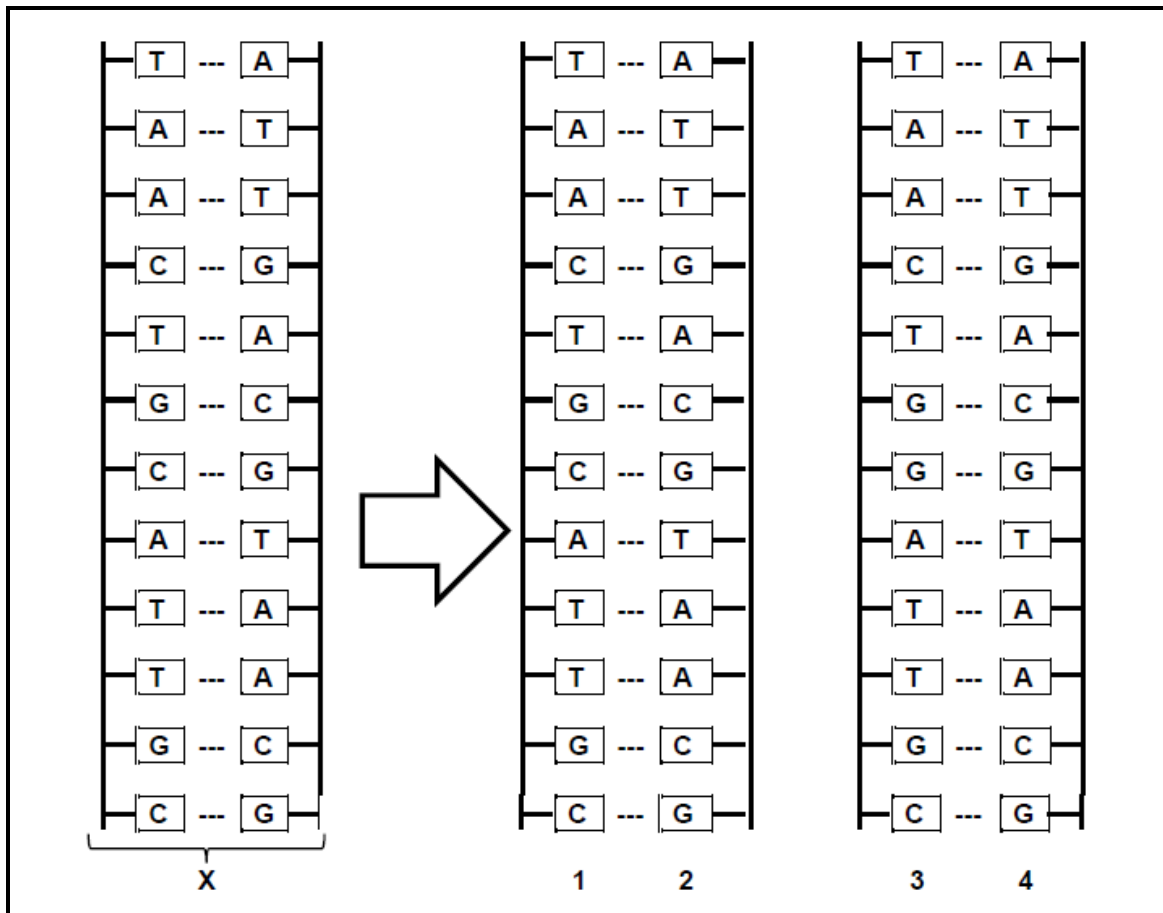 T --- A T --- A T --- A
A --- T A --- T A --- T
A --- T A --- T A --- T
C --- G C --- G C --- G
T --- A T --- A T --- A
G --- C G --- C G --- C
C --- G C --- G G --- G
A --- T A --- T A --- T
T --- A T --- A T --- A
T --- A T --- A T --- A
G --- C G --- C G --- C
C --- G C --- G C --- G
X 1 2 3 4